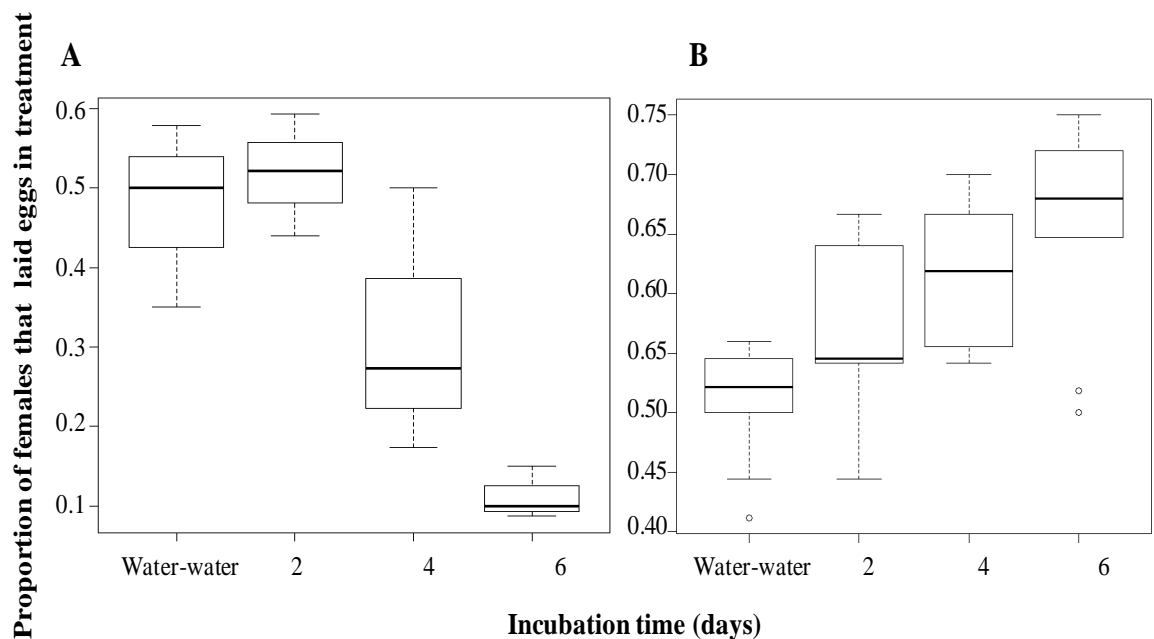 Proportion of females that laid eggs in treatment
A
0.6
0.5
0.4
0.3
0.2
0.1
Water-water 2 4 6
B
0.75
0.70
0.65
0.60
0.65
0.50
0.45
0.40
Water-water 2 4 6
Incubation time (days)